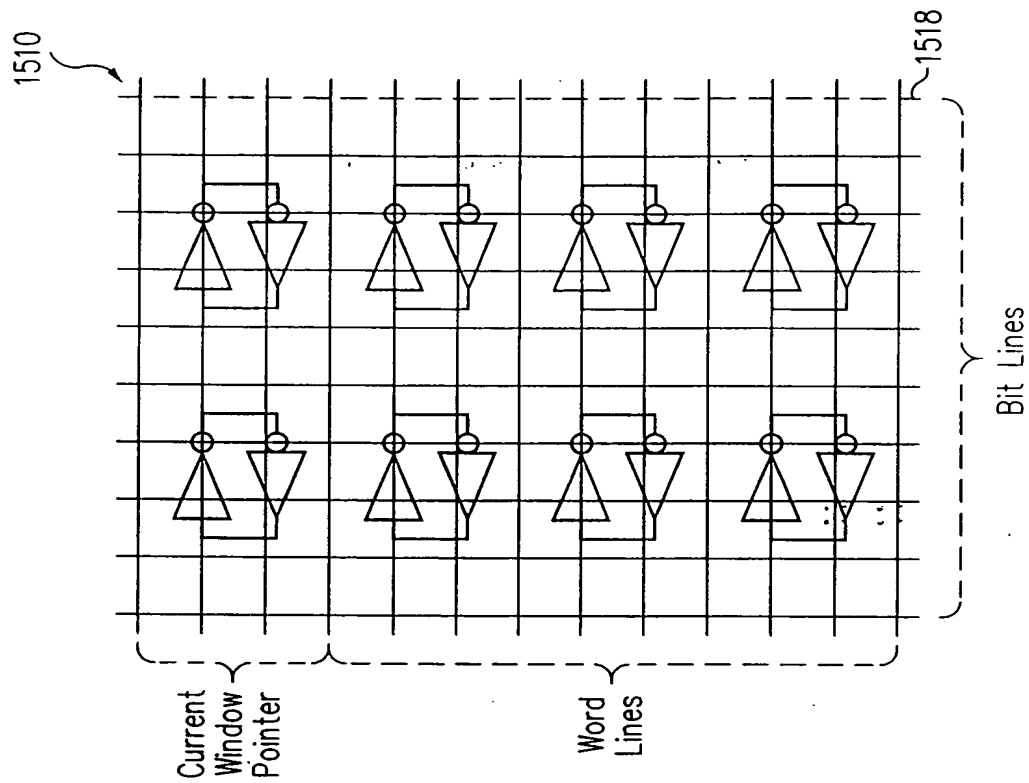 1510
Current
Window
Pointer
Word
Lines
1518
Bit Lines